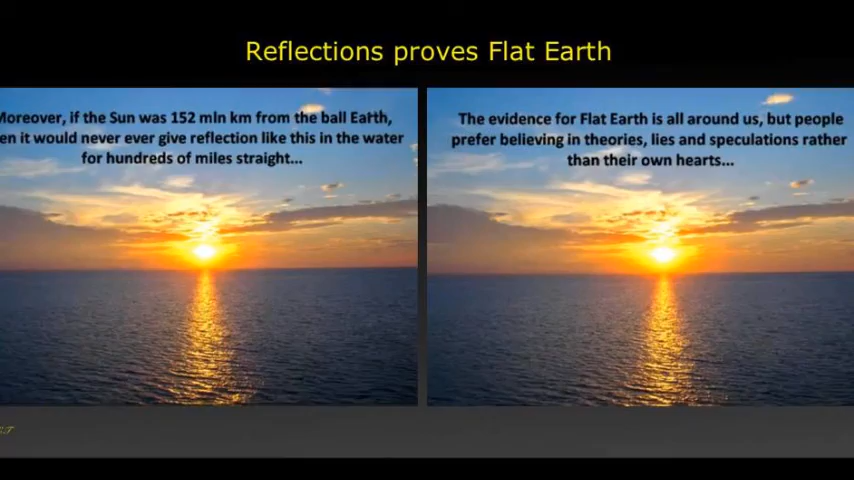 Reflections proves Flat Earth
Moreover, if the Sun was 152 mln km from the ball Earth,
en it would never ever give reflection like this in the water
for hundreds of miles straight...
The evidence for Flat Earth is all around us, but people
prefer believing in theories, lies and speculations rather
than their own hearts...